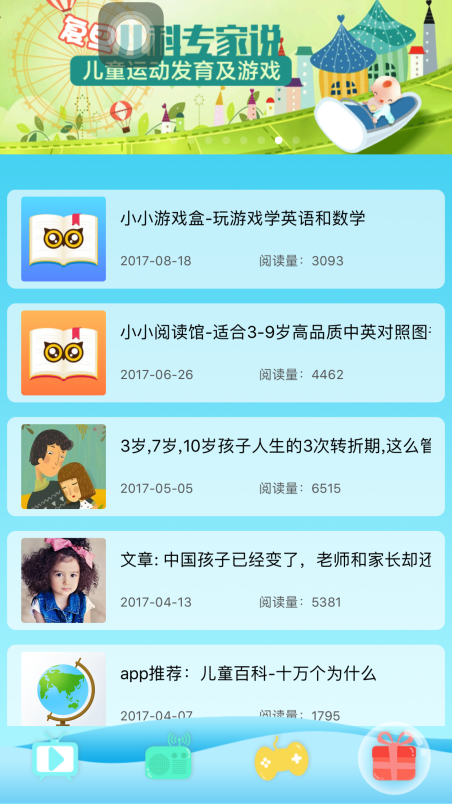 复旦儿科专家说
儿童运动发育及游戏
小小游戏盒-玩游戏学英语和数学
2017-08-18 阅读量：3093
小小阅读馆-适合3-9岁高品质中英对照图
2017-06-26 阅读量：4462
3岁,7岁,10岁孩子人生的3次转折期,这么管
2017-05-05 阅读量：6515
文章: 中国孩子已经变了，老师和家长却还
2017-04-13 阅读量：5381
app推荐：儿童百科-十万个为什么
2017-04-07 阅读量：1795